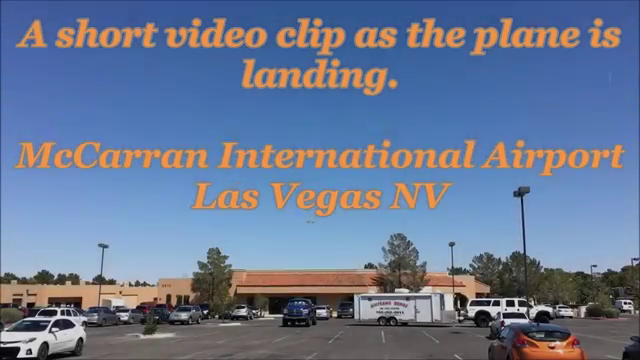 A short video clip as the plane is
landing.
McCarran International Airport
Las Vegas NV